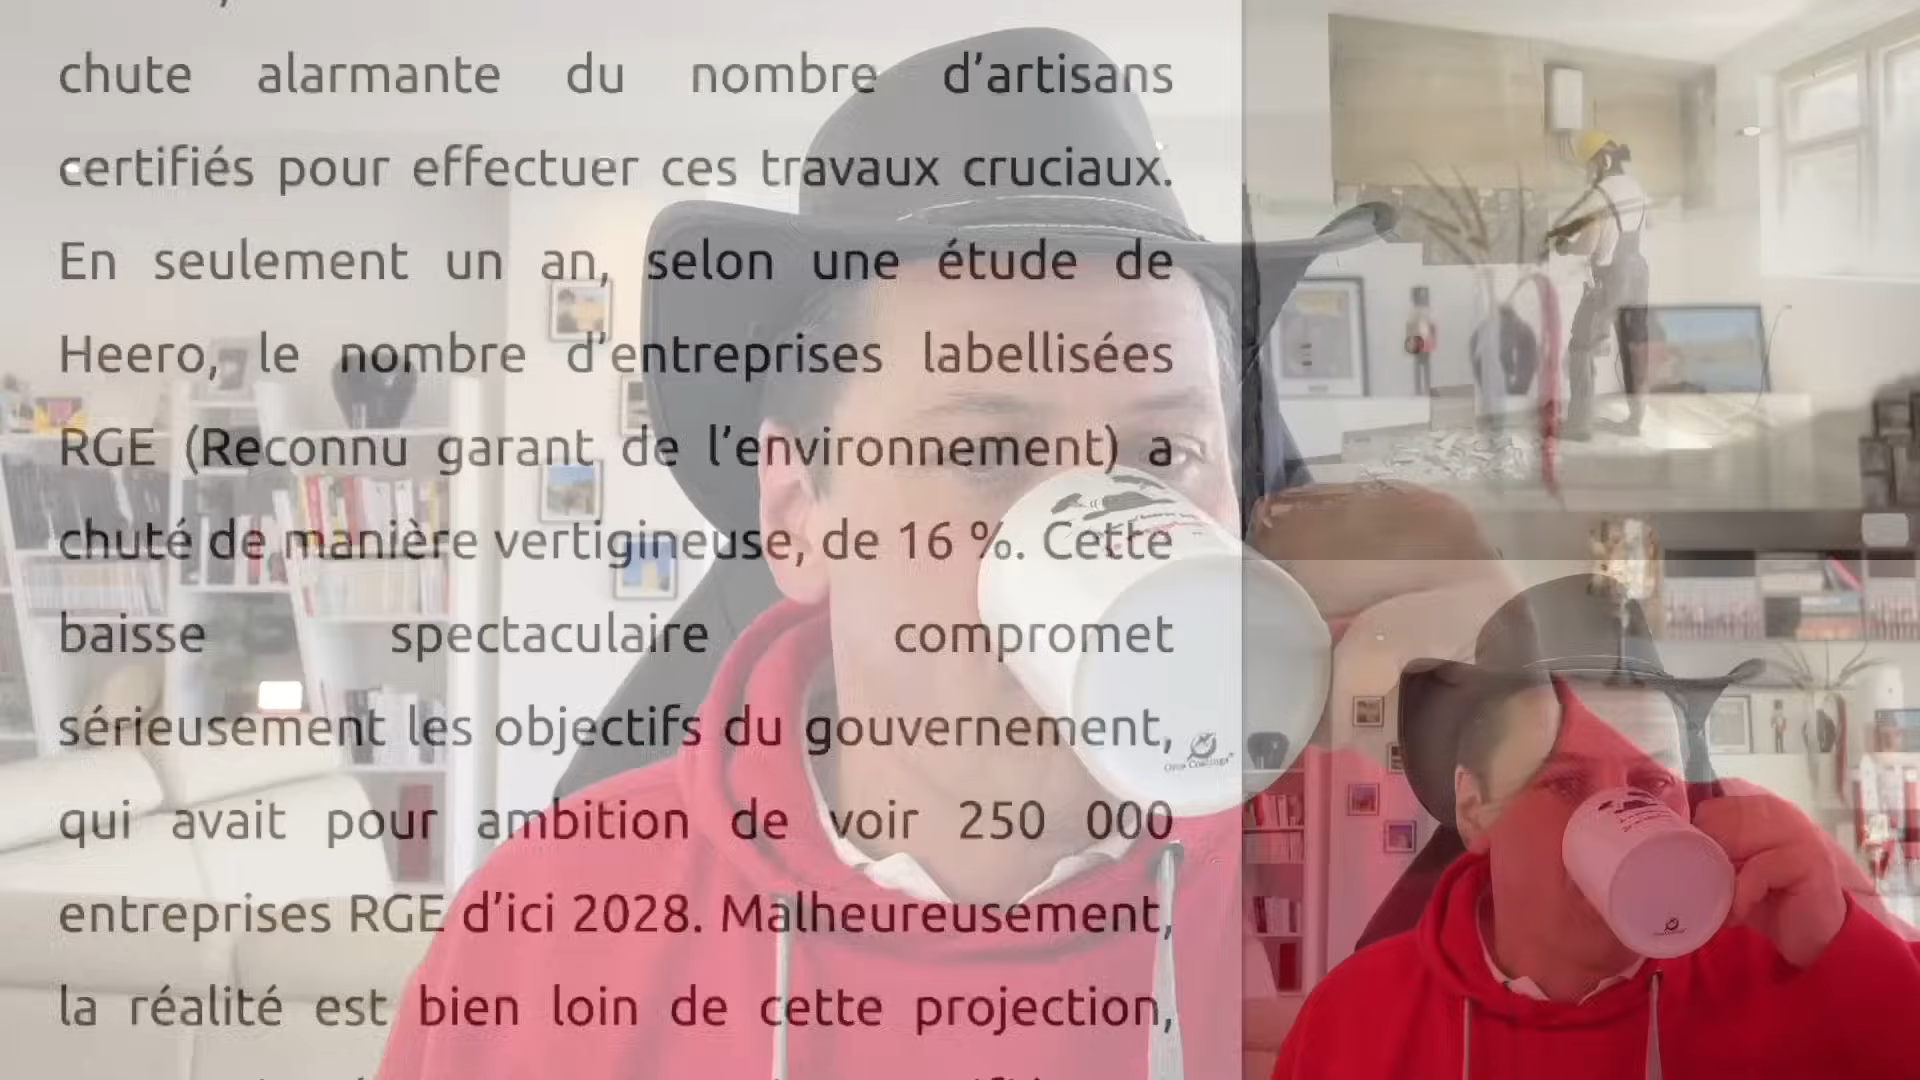 chute alarmante du nombre d’artisans
certifiés pour effectuer ces travaux cruciaux.
En seulement un an, selon une étude de
Heero, le nombre d’entreprises labellisées
RGE (Reconnu garant de l’environnement) a
chuté de manière vertigineuse, de 16 %. Cette
baisse spectaculaire compromet
sérieusement les objectifs du gouvernement,
qui avait pour ambition de voir 250 000
entreprises RGE d’ici 2028. Malheureusement,
la réalité est bien loin de cette projection,